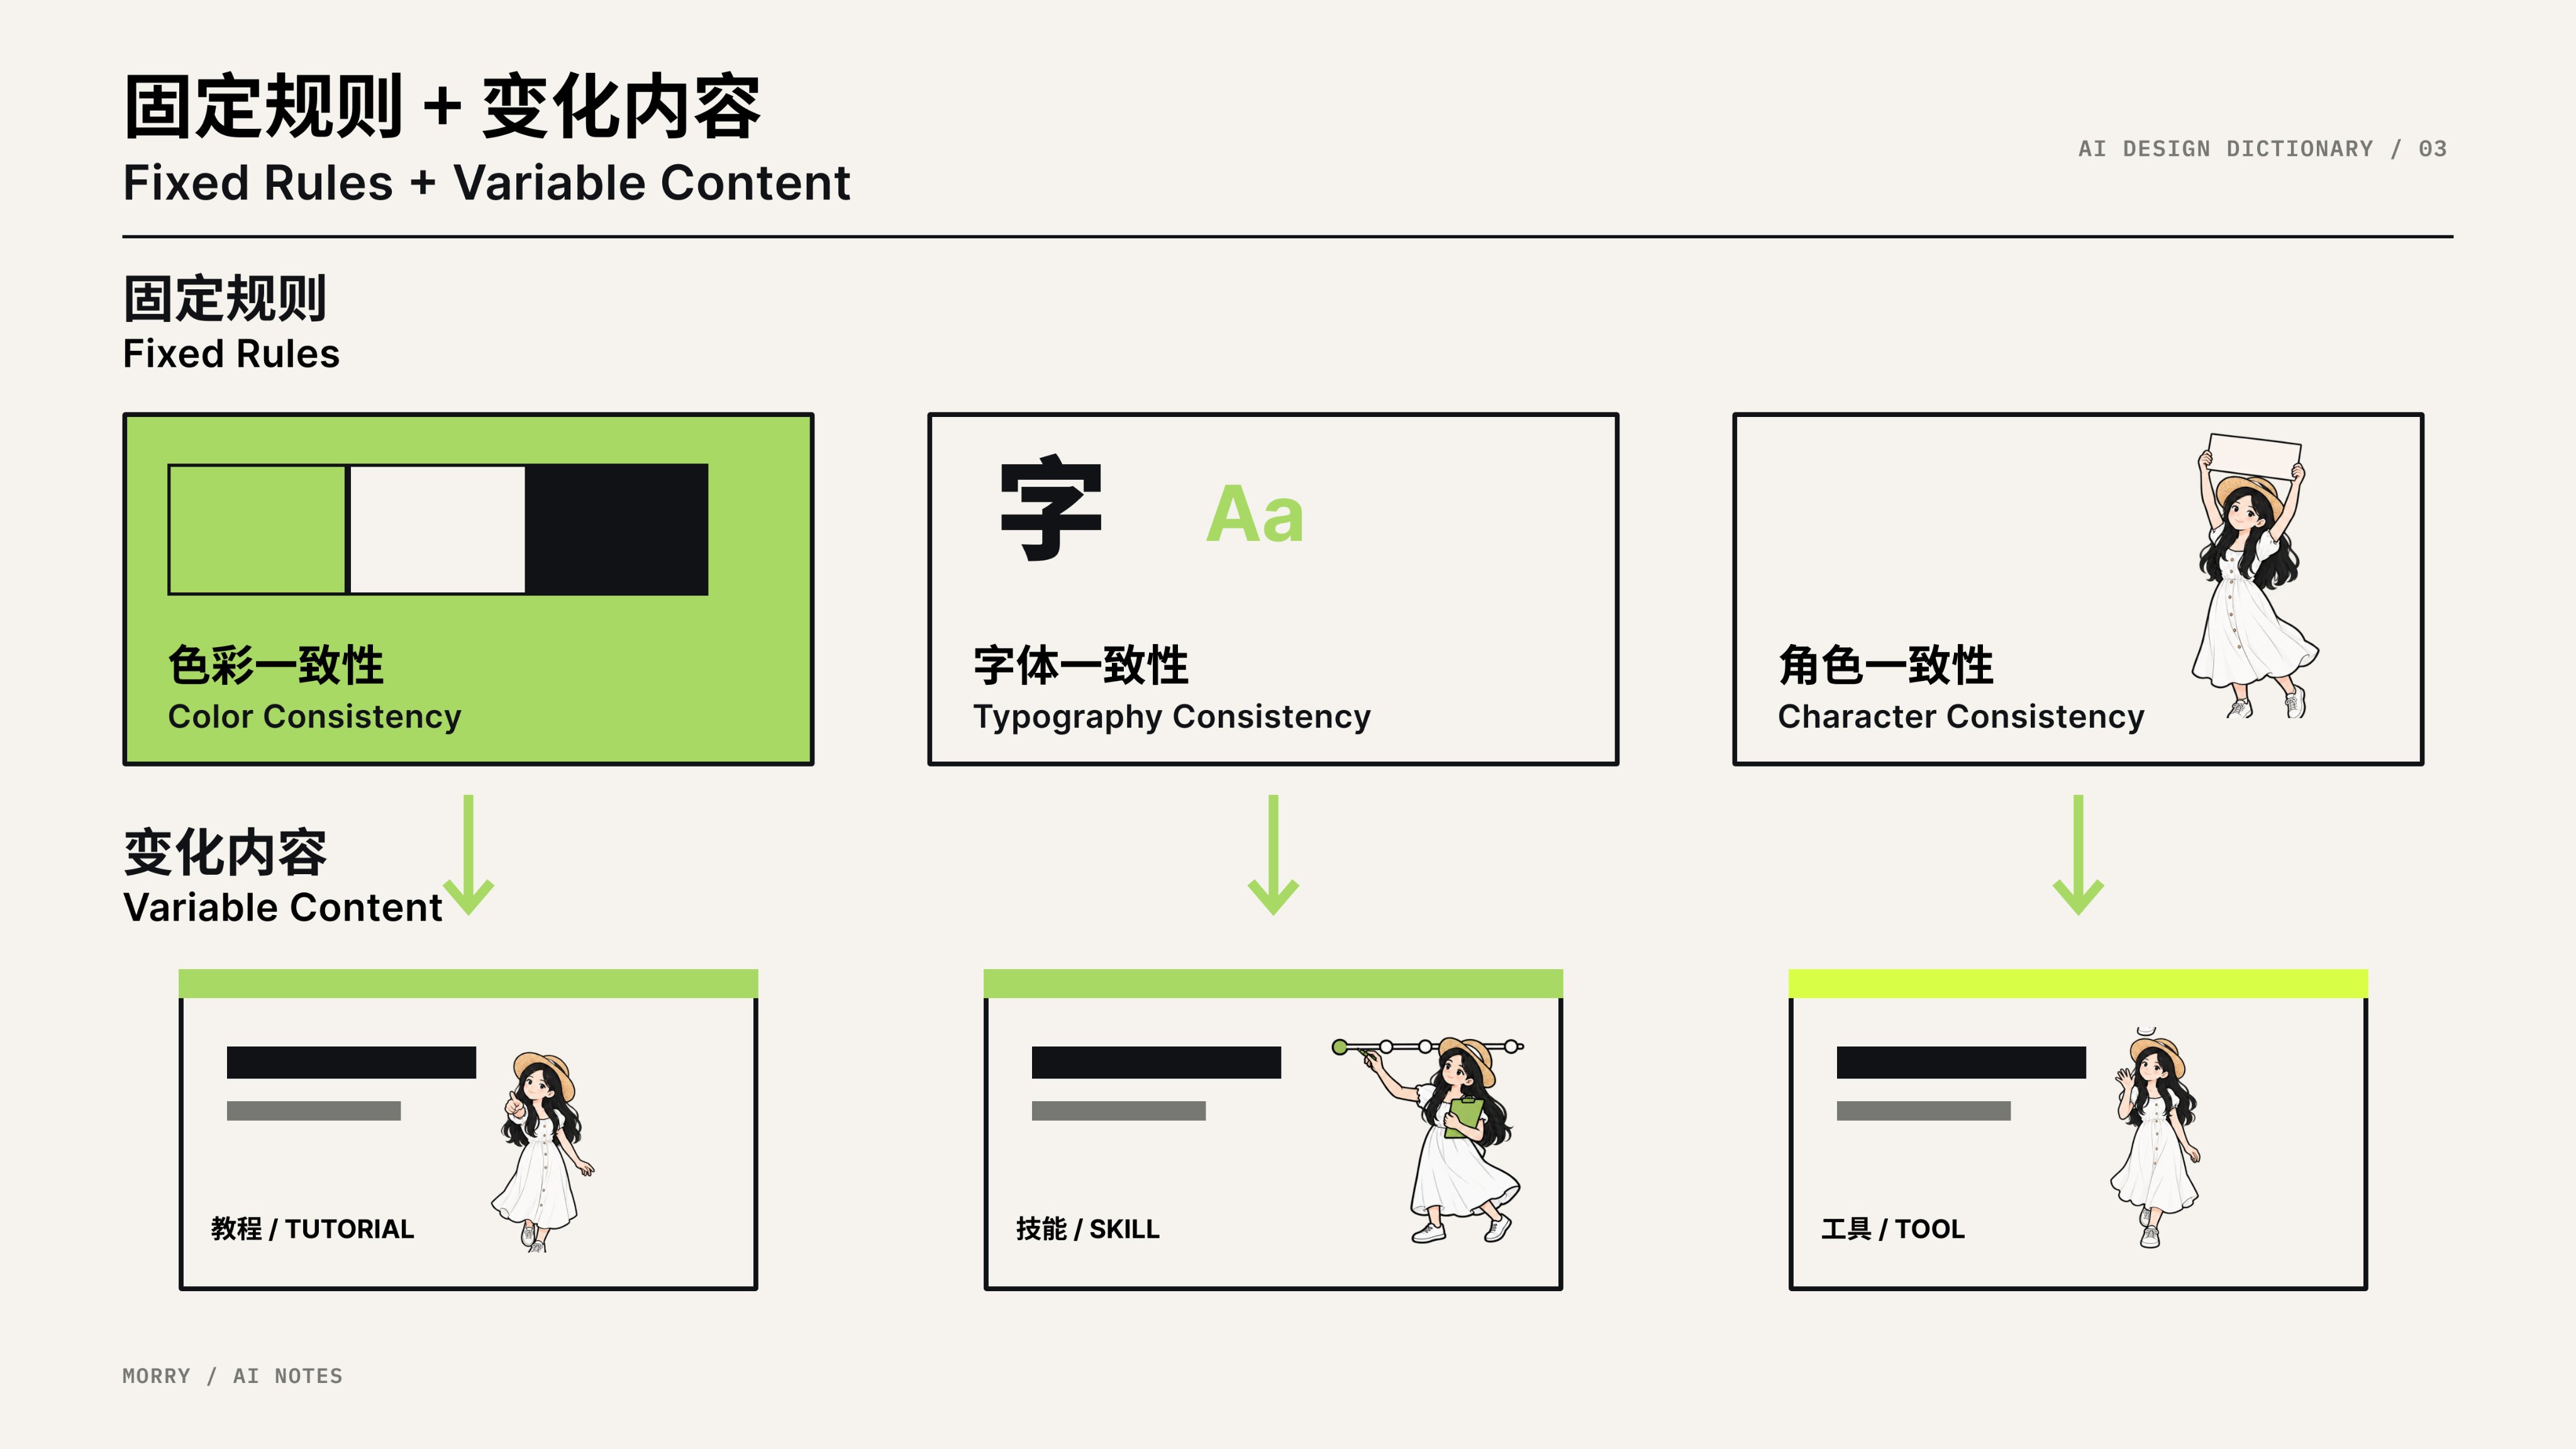 固定规则 + 变化内容
Fixed Rules + Variable Content
AI DESIGN DICTIONARY / 03
固定规则
Fixed Rules
色彩一致性
Color Consistency
字 Aa
字体一致性
Typography Consistency
角色一致性
Character Consistency
变化内容
Variable Content
教程 / TUTORIAL
技能 / SKILL
工具 / TOOL
MORRY / AI NOTES